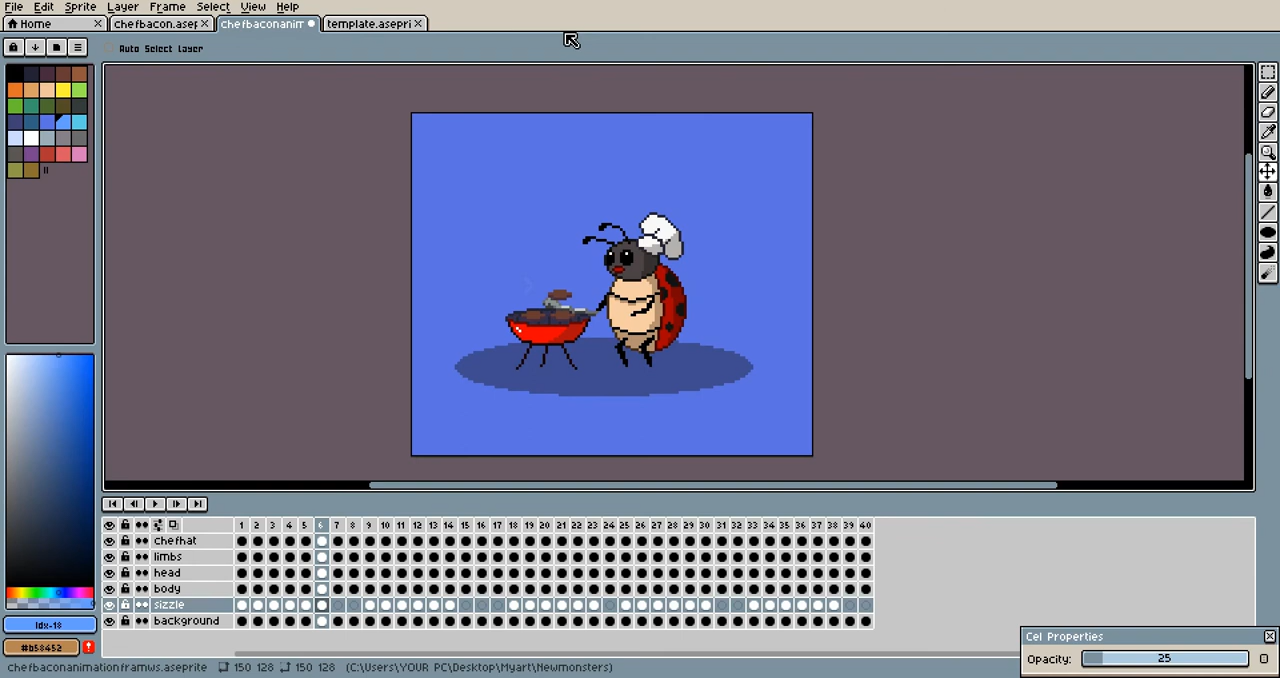 File Edit Sprite Layer Frame Select View Help
Home chefbacon.asep chefbaconanim template.asepri
Auto Select Layer
1 2 3 4 5 6 7 8 9 10 11 12 13 14 15 16 17 18 19 20 21 22 23 24 25 26 27 28 29 30 31 32 33 34 35 36 37 38 39 40
chefhat
limbs
head
body
sizzle
background
Idx-18
#b58452
Cel Properties
Opacity: 25
chefbaconanimationframws.aseprite 150 128 150 128 (C:\Users\YOUR PC\Desktop\Myart\Newmonsters)